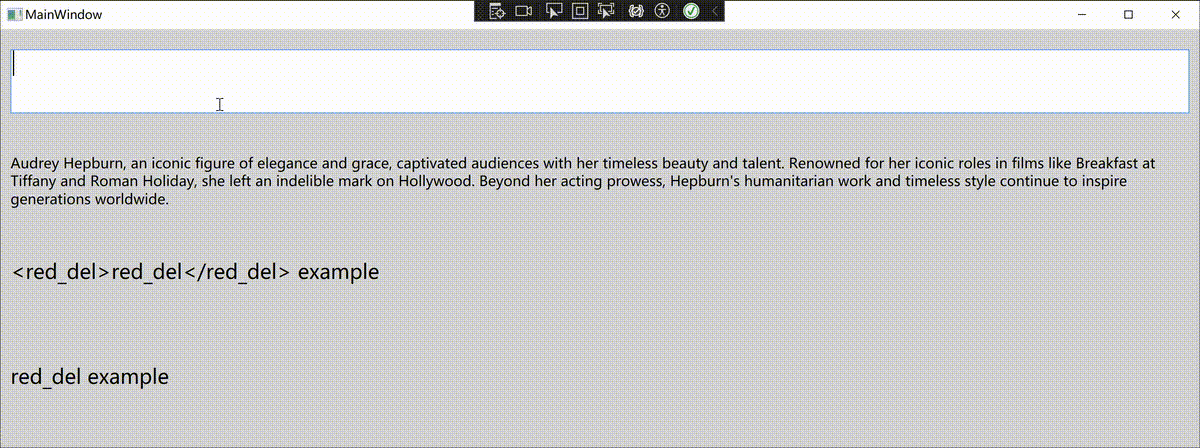 MainWindow
Audrey Hepburn, an iconic figure of elegance and grace, captivated audiences with her timeless beauty and talent. Renowned for her iconic roles in films like Breakfast at
Tiffany and Roman Holiday, she left an indelible mark on Hollywood. Beyond her acting prowess, Hepburn's humanitarian work and timeless style continue to inspire
generations worldwide.
<red_del>red_del</red_del> example
red_del example